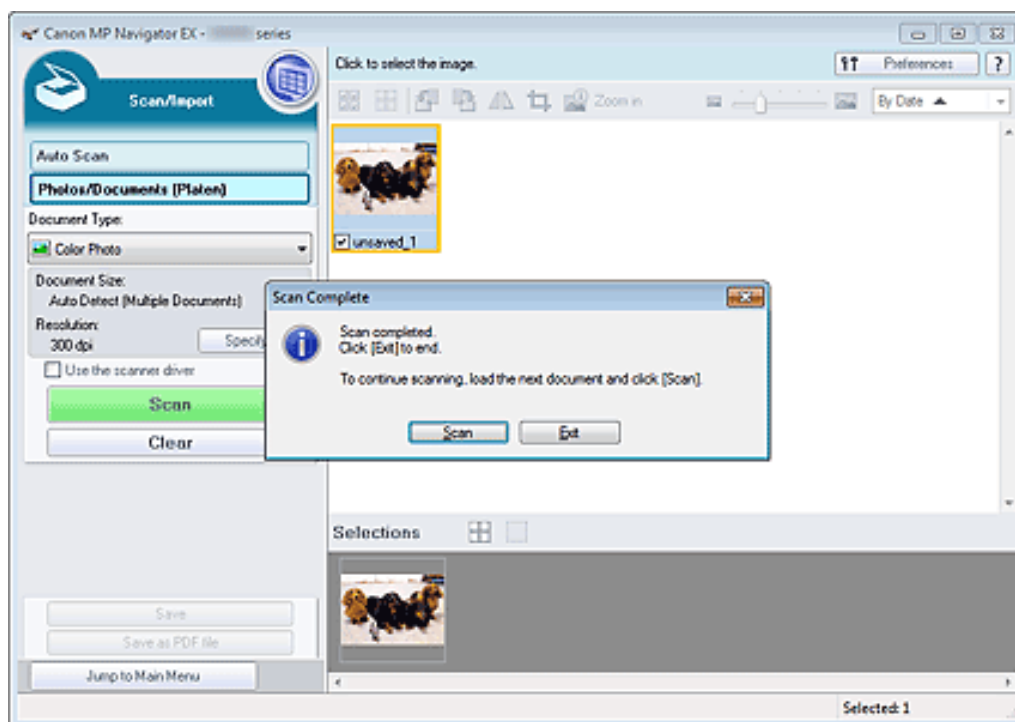 Canon MP Navigator EX - series
Scan/Import
Click to select the image.
Preferences
?
Zoom in
By Date
Auto Scan
Photos/Documents (Platen)
Document Type:
Color Photo
Document Size:
Auto Detect (Multiple Documents)
Resolution:
300 dpi
Specify
Use the scanner driver
Scan
Clear
unsaved_1
Scan Complete
Scan completed.
Click [Exit] to end.
To continue scanning, load the next document and click [Scan].
Scan
Exit
Selections
Save
Save as PDF file
Jump to Main Menu
Selected: 1